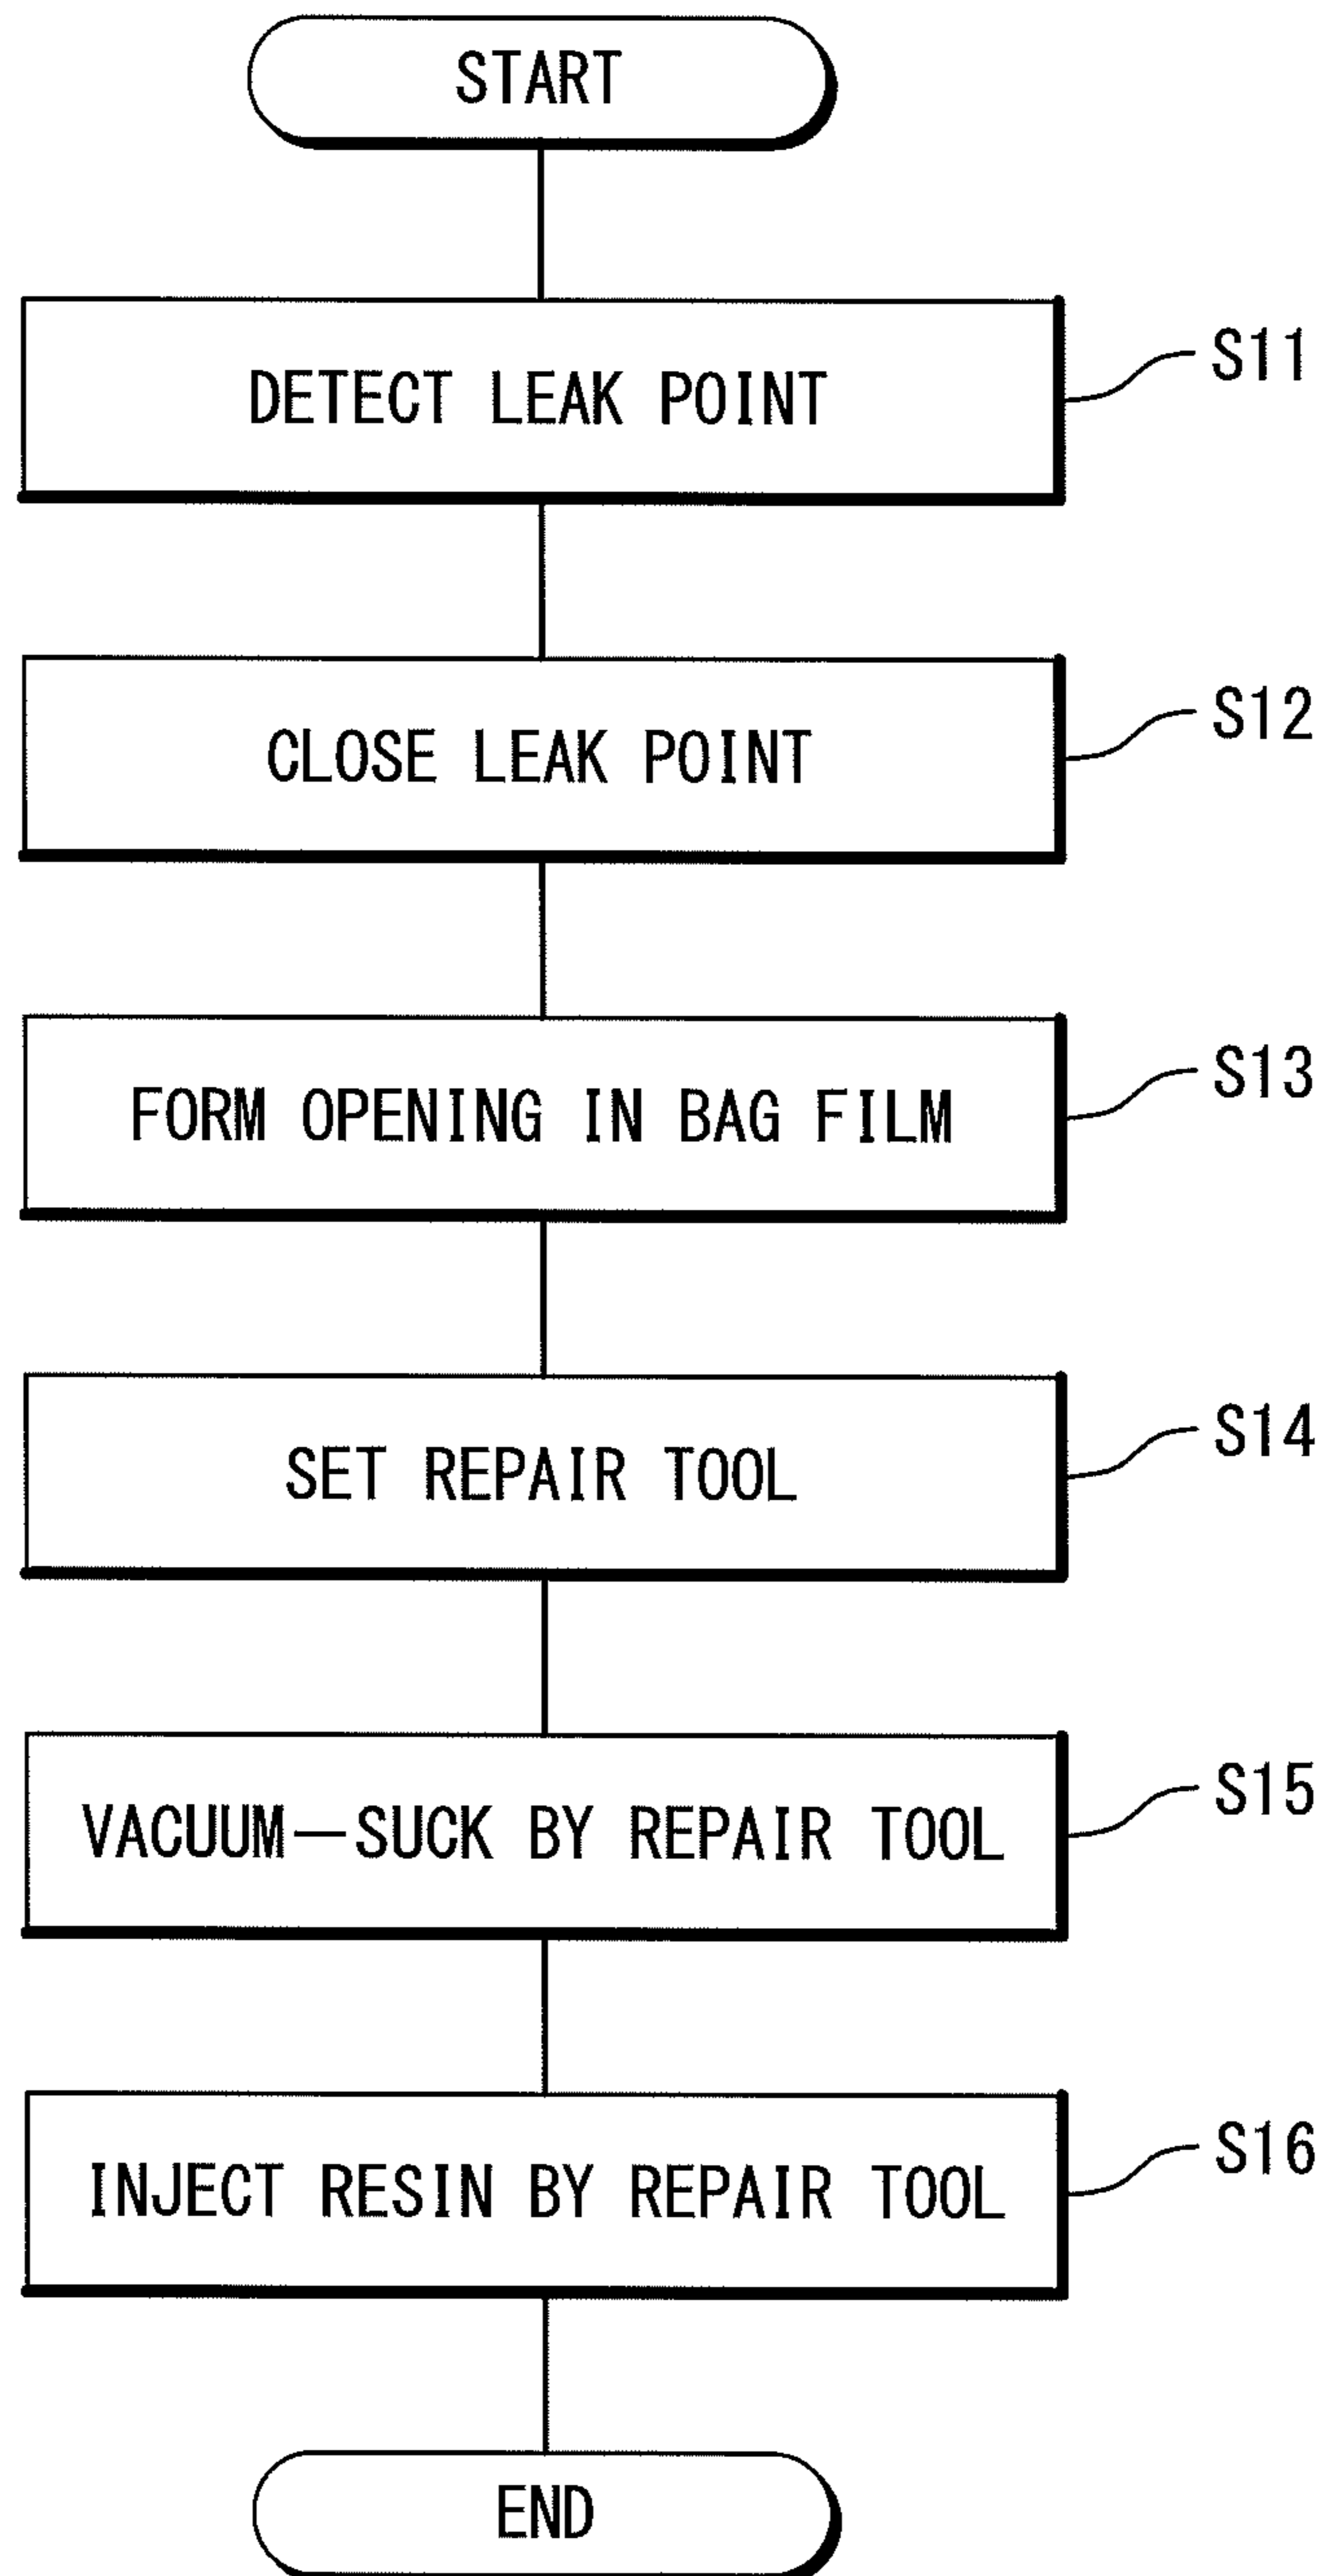 START
DETECT LEAK POINT
S11
CLOSE LEAK POINT
S12
FORM OPENING IN BAG FILM
S13
SET REPAIR TOOL
S14
VACUUM—SUCK BY REPAIR TOOL
S15
INJECT RESIN BY REPAIR TOOL
S16
END